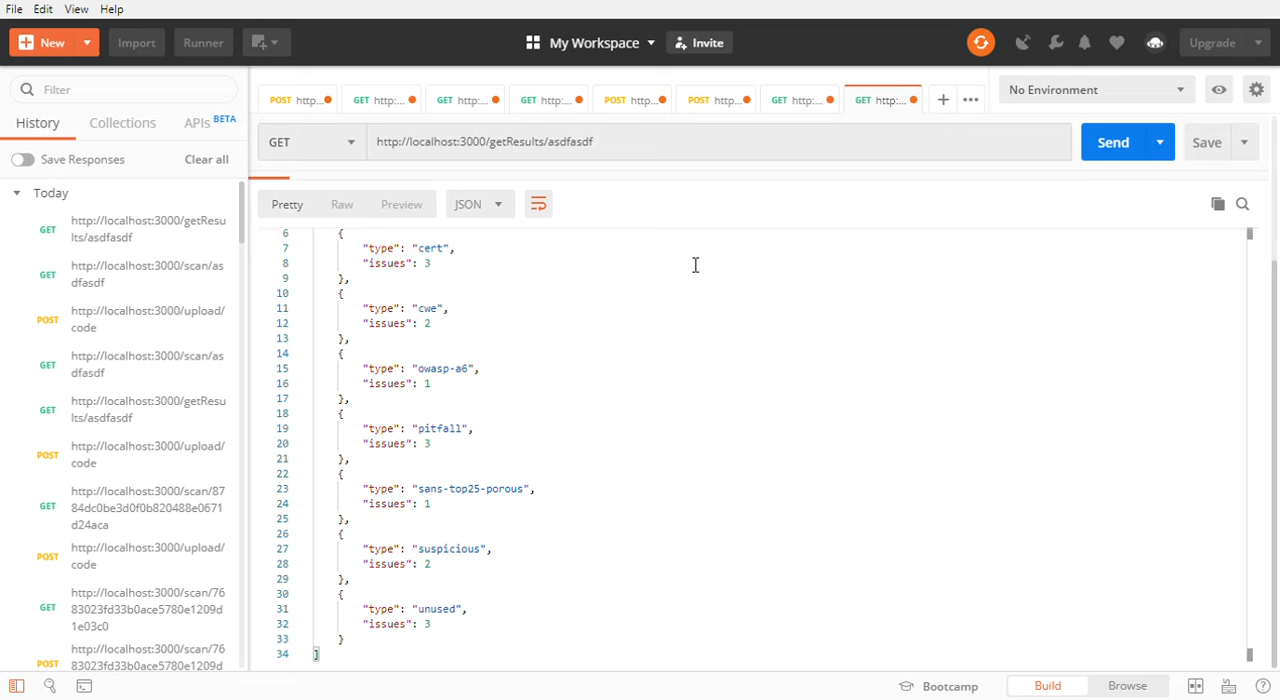 File Edit View Help
New Import Runner My Workspace Invite Upgrade
Filter
History Collections APIs BETA
Save Responses Clear all
Today
GET http://localhost:3000/getResu
lts/asdfasdf
GET http://localhost:3000/scan/as
dfasdf
POST http://localhost:3000/upload/
code
GET http://localhost:3000/scan/as
dfasdf
GET http://localhost:3000/getResu
lts/asdfasdf
POST http://localhost:3000/upload/
code
GET http://localhost:3000/scan/87
84dc0be3d0f0b820488e0671
d24aca
POST http://localhost:3000/upload/
code
GET http://localhost:3000/scan/76
83023fd33b0ace5780e1209d
1e03c0
POST http://localhost:3000/scan/76
83023fd33b0ace5780e1209d
POST http... GET http:... GET http:... GET http:... POST http... POST http... GET http:... GET http:... + ••• No Environment
GET http://localhost:3000/getResults/asdfasdf Send Save
Pretty Raw Preview JSON
6 {
7 "type": "cert",
8 "issues": 3
9 },
10 {
11 "type": "cwe",
12 "issues": 2
13 },
14 {
15 "type": "owasp-a6",
16 "issues": 1
17 },
18 {
19 "type": "pitfall",
20 "issues": 3
21 },
22 {
23 "type": "sans-top25-porous",
24 "issues": 1
25 },
26 {
27 "type": "suspicious",
28 "issues": 2
29 },
30 {
31 "type": "unused",
32 "issues": 3
33 }
34 ]
Bootcamp Build Browse